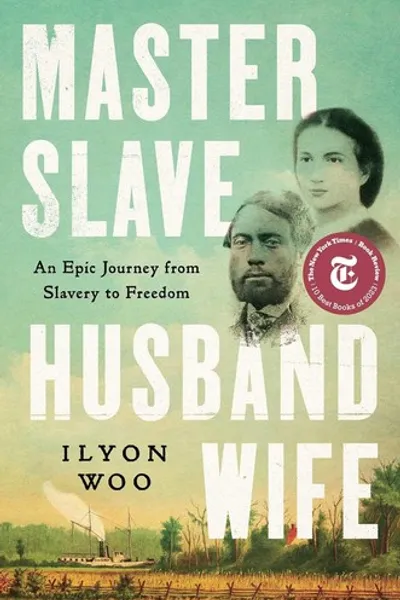 MASTER
SLAVE
An Epic Journey from
Slavery to Freedom
The New York Times | Book Review
T
10 Best Books of 2023
HUSBAND
ILYON
WOO
WIFE